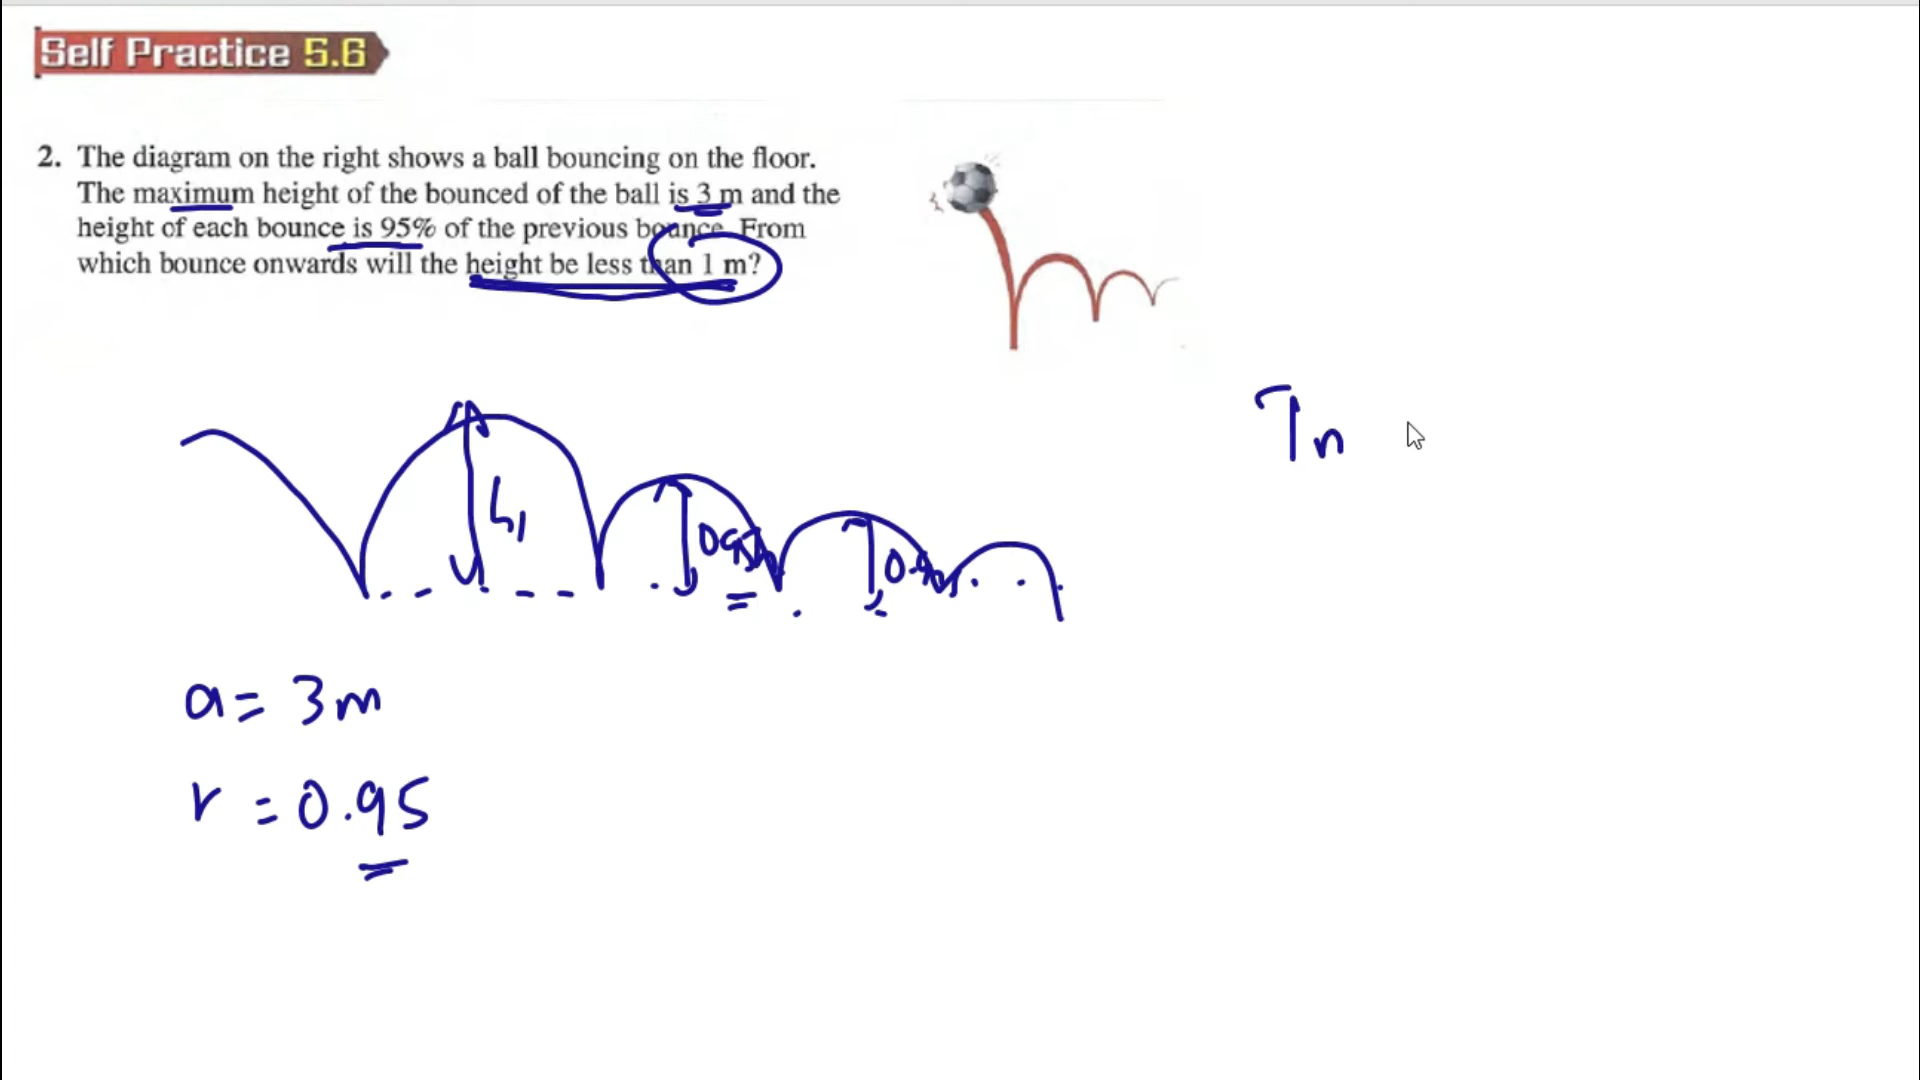 Self Practice 5.6
2. The diagram on the right shows a ball bouncing on the floor.
The maximum height of the bounced of the ball is 3 m and the
height of each bounce is 95% of the previous bounce. From
which bounce onwards will the height be less than 1 m?
Tn
h1
a = 3m
r = 0.95